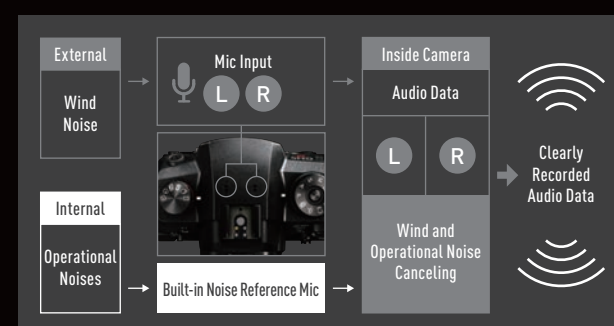 External
Wind
Noise
Mic Input
L R
Inside Camera
Audio Data
L R
Wind and
Operational Noise
Canceling
Clearly
Recorded
Audio Data
Internal
Operational
Noises
Built-in Noise Reference Mic